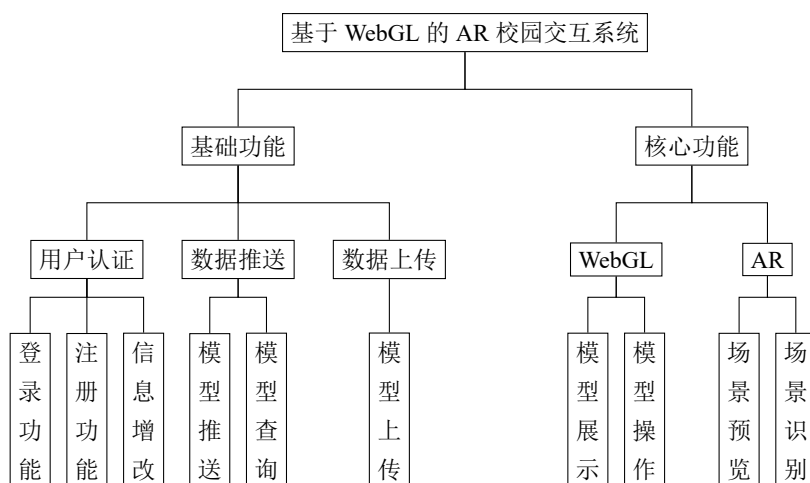 基于 WebGL 的 AR 校园交互系统
基础功能
核心功能
用户认证
数据推送
数据上传
WebGL
AR
登录功能
注册功能
信息增改
模型推送
模型查询
模型上传
模型展示
模型操作
场景预览
场景识别